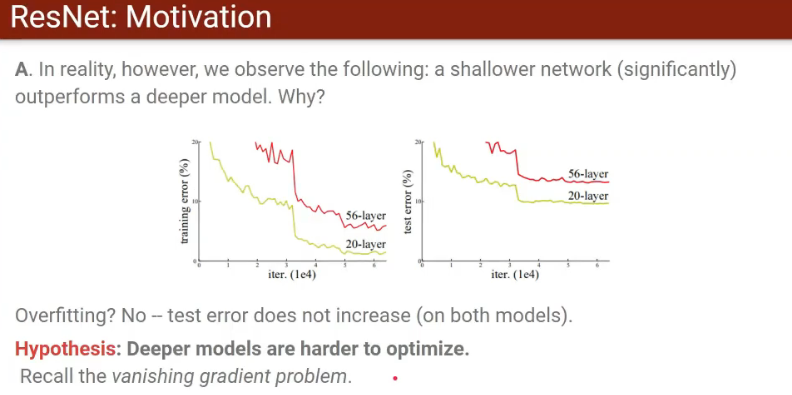 ResNet: Motivation
A. In reality, however, we observe the following: a shallower network (significantly)
outperforms a deeper model. Why?
training error (%)
20
10
0
0 1 2 3 4 5 6
iter. (1e4)
56-layer
20-layer
test error (%)
20
10
0
0 1 2 3 4 5 6
iter. (1e4)
56-layer
20-layer
Overfitting? No -- test error does not increase (on both models).
Hypothesis: Deeper models are harder to optimize.
Recall the vanishing gradient problem.